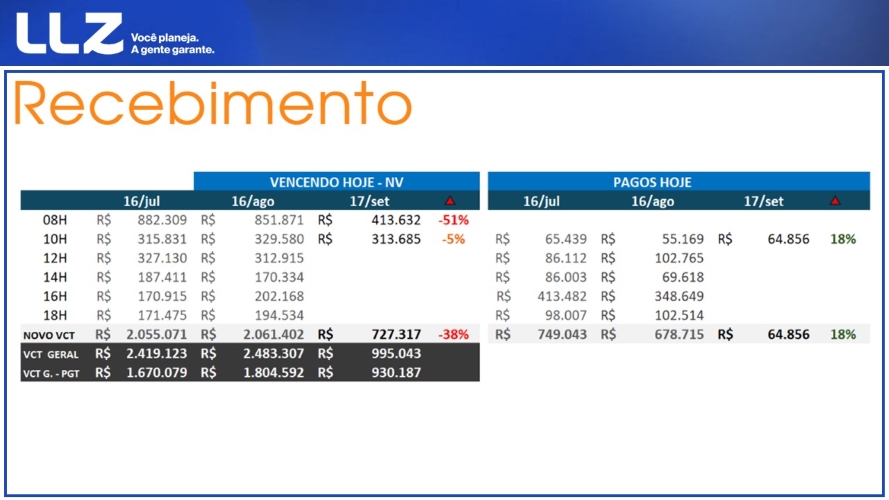 LLZ Você planeja.
A gente garante.
Recebimento
VENCENDO HOJE - NV PAGOS HOJE
16/jul 16/ago 17/set 16/jul 16/ago 17/set
08H R$ 882.309 R$ 851.871 R$ 413.632 -51%
10H R$ 315.831 R$ 329.580 R$ 313.685 -5% R$ 65.439 R$ 55.169 R$ 64.856 18%
12H R$ 327.130 R$ 312.915 R$ 86.112 R$ 102.765
14H R$ 187.411 R$ 170.334 R$ 86.003 R$ 69.618
16H R$ 170.915 R$ 202.168 R$ 413.482 R$ 348.649
18H R$ 171.475 R$ 194.534 R$ 98.007 R$ 102.514
NOVO VCT R$ 2.055.071 R$ 2.061.402 R$ 727.317 -38% R$ 749.043 R$ 678.715 R$ 64.856 18%
VCT GERAL R$ 2.419.123 R$ 2.483.307 R$ 995.043
VCT G. - PGT R$ 1.670.079 R$ 1.804.592 R$ 930.187